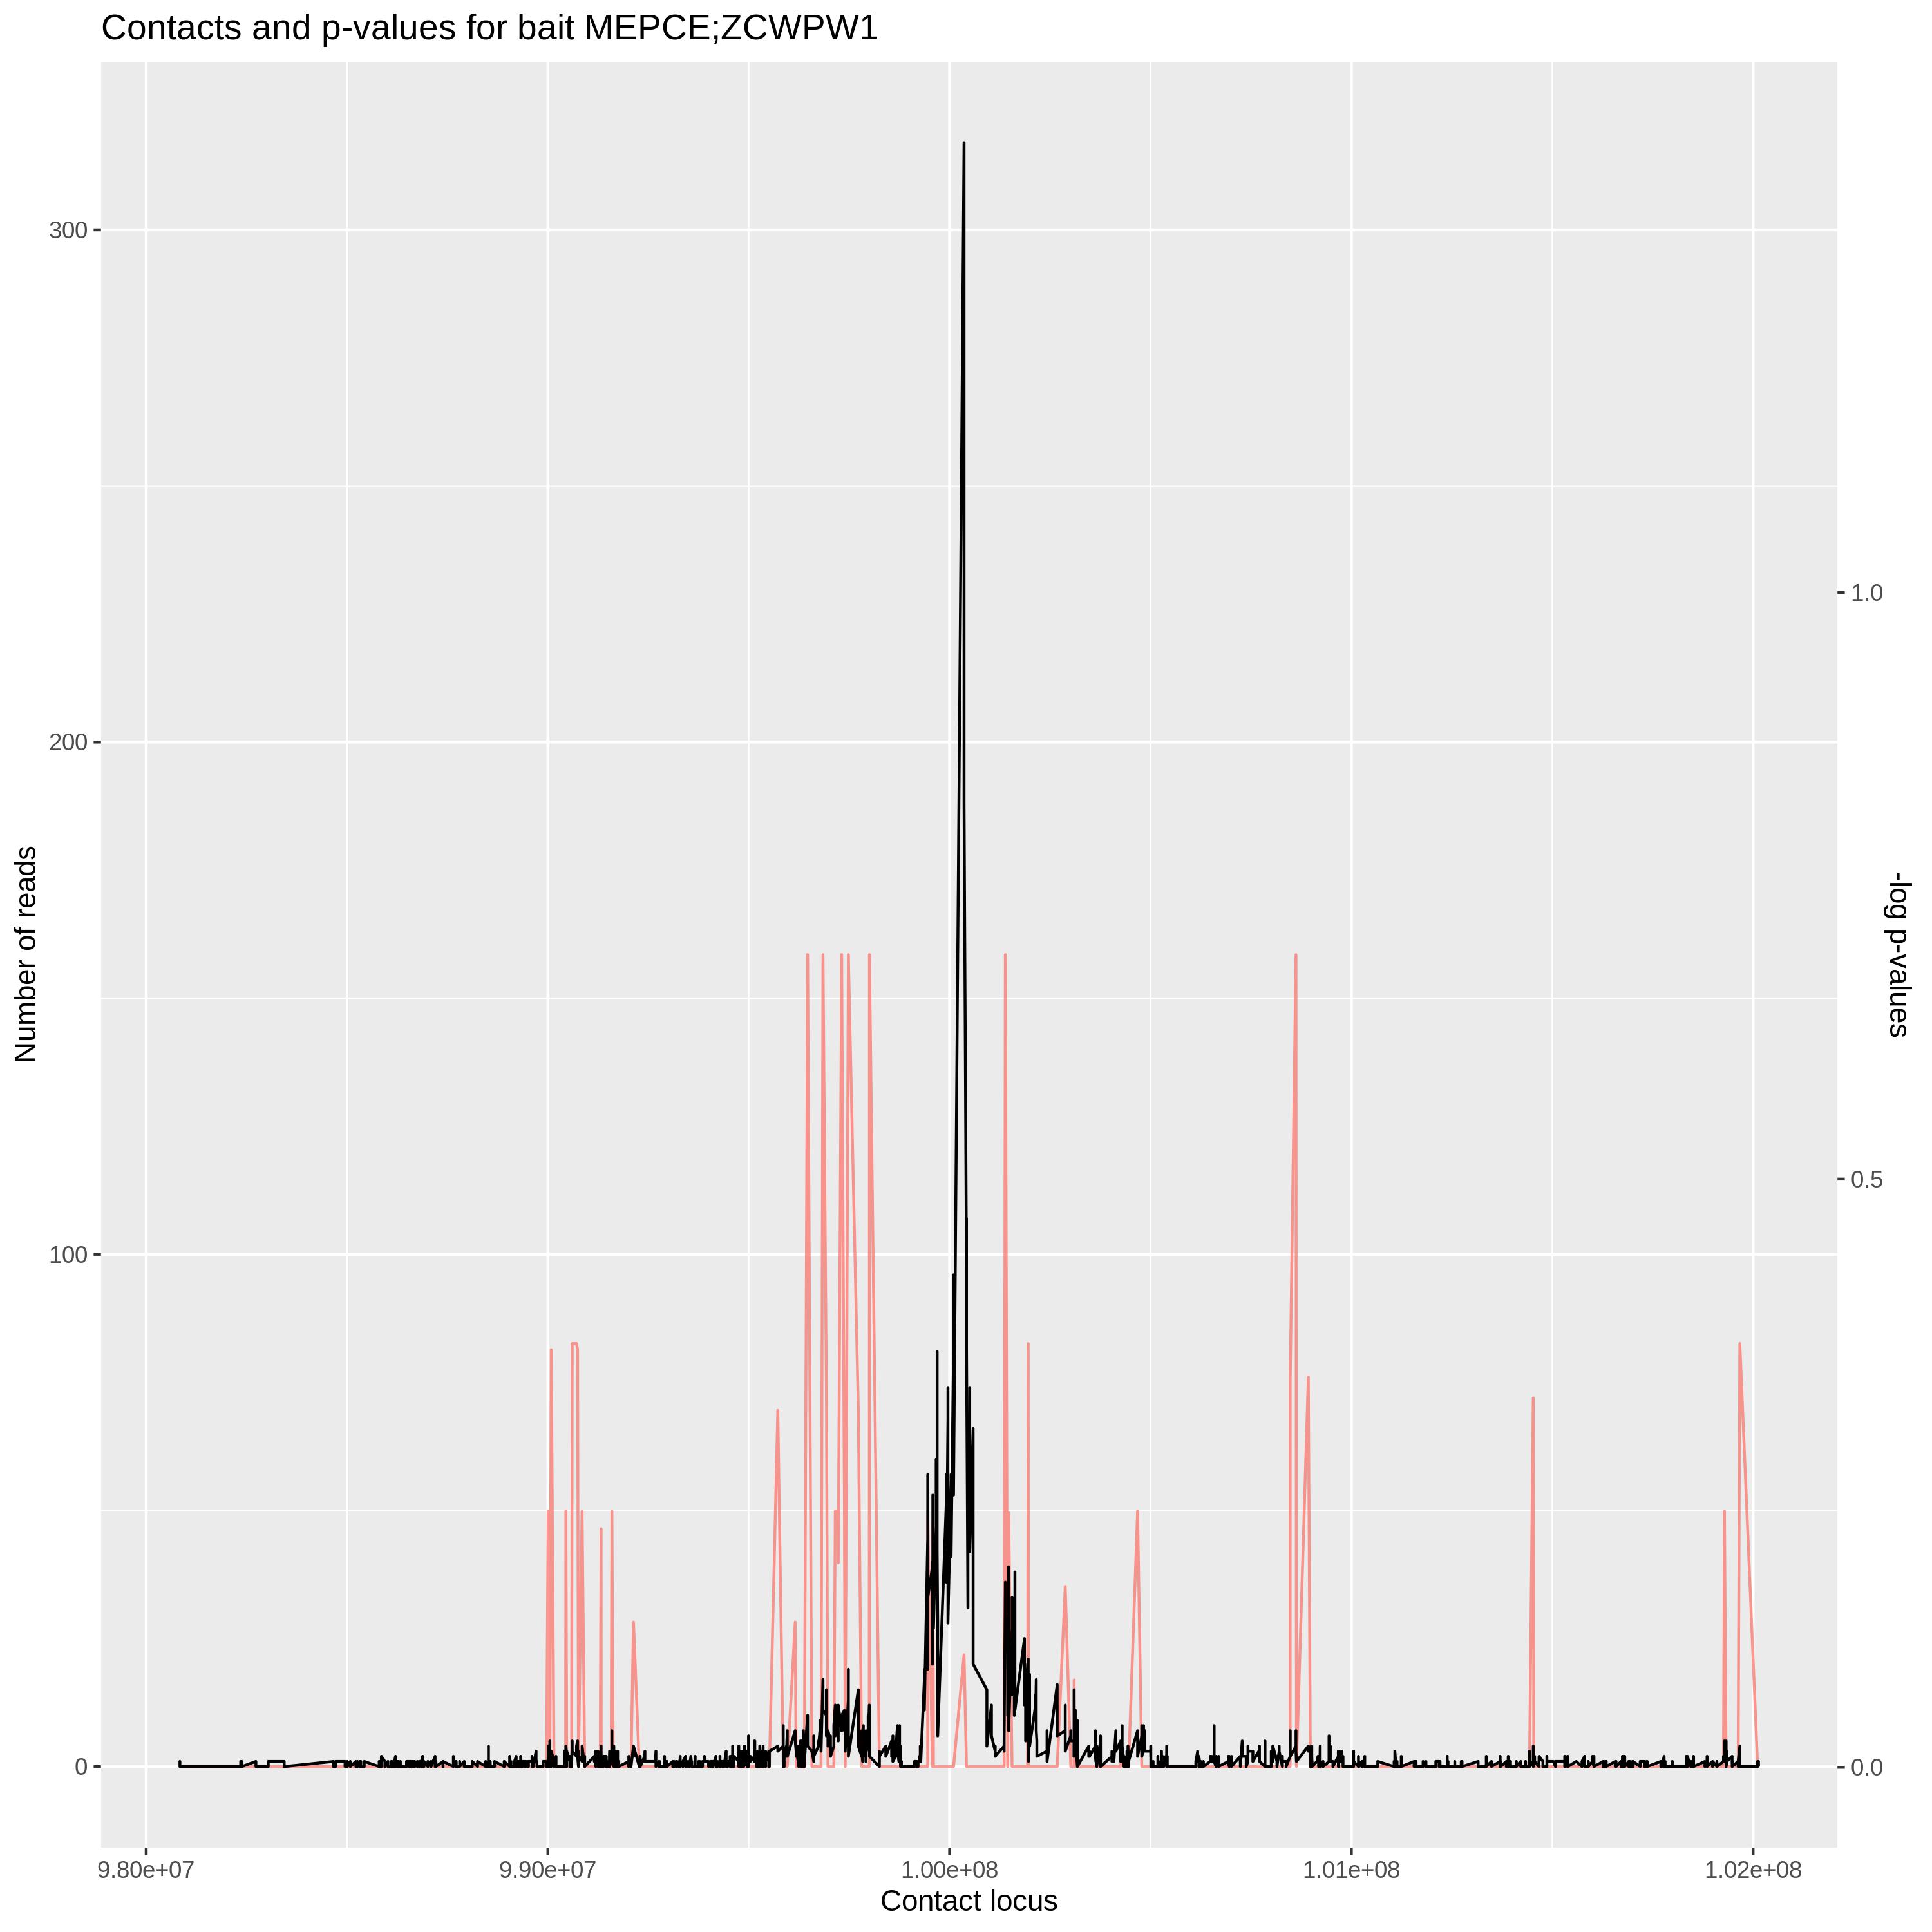 Contacts and p-values for bait MEPCE;ZCWPW1
300
200
100
0
Number of reads
1.0
0.5
0.0
-log p-values
9.80e+07 9.90e+07 1.00e+08 1.01e+08 1.02e+08
Contact locus